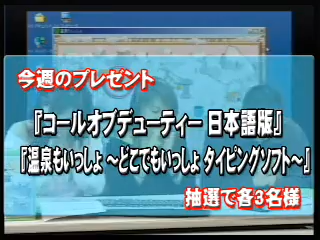 今週のプレゼント
『コールオブデューティー 日本語版』
『温泉もいっしょ ～どこでもいっしょ タイピングソフト～』
抽選で各3名様